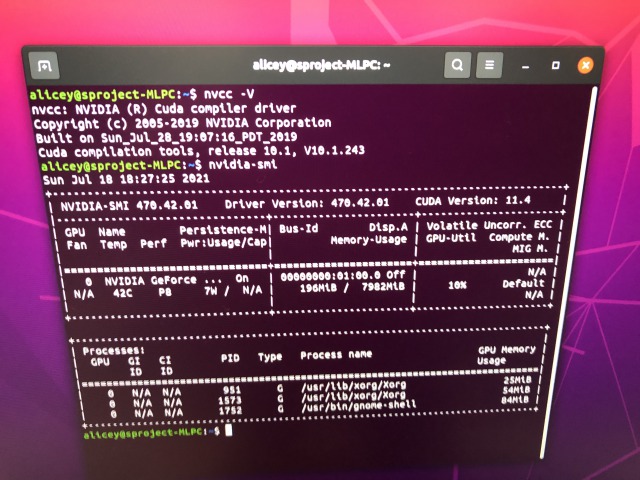 alicey@sproject-MLPC: ~
alicey@sproject-MLPC:~$ nvcc -V
nvcc: NVIDIA (R) Cuda compiler driver
Copyright (c) 2005-2019 NVIDIA Corporation
Built on Sun_Jul_28_19:07:16_PDT_2019
Cuda compilation tools, release 10.1, V10.1.243
alicey@sproject-MLPC:~$ nvidia-smi
Sun Jul 18 18:27:25 2021
NVIDIA-SMI 470.42.01 Driver Version: 470.42.01 CUDA Version: 11.4
GPU Name Persistence-M| Bus-Id Disp.A | Volatile Uncorr. ECC
Fan Temp Perf Pwr:Usage/Cap| Memory-Usage | GPU-Util Compute M.
MIG M.
0 NVIDIA GeForce ... On | 00000000:01:00.0 Off | N/A
N/A 42C P8 7W / N/A | 196MiB / 7982MiB | 10% Default
N/A
Processes:
GPU GI CI PID Type Process name GPU Memory
ID ID Usage
0 N/A N/A 951 G /usr/lib/xorg/Xorg 25MiB
0 N/A N/A 1573 G /usr/lib/xorg/Xorg 54MiB
0 N/A N/A 1752 G /usr/bin/gnome-shell 84MiB
alicey@sproject-MLPC:~$